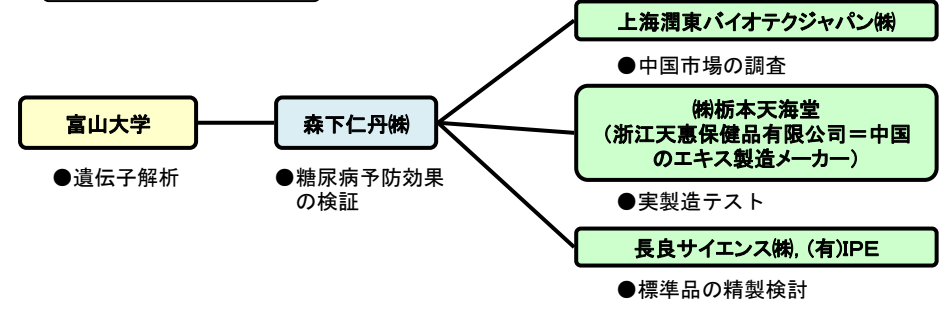 富山大学
●遺伝子解析
森下仁丹㈱
●糖尿病予防効果
の検証
上海潤東バイオテクジャパン㈱
●中国市場の調査
㈱栃本天海堂
（浙江天惠保健品有限公司＝中国
のエキス製造メーカー）
●実製造テスト
長良サイエンス㈱，（有）IPE
●標準品の精製検討